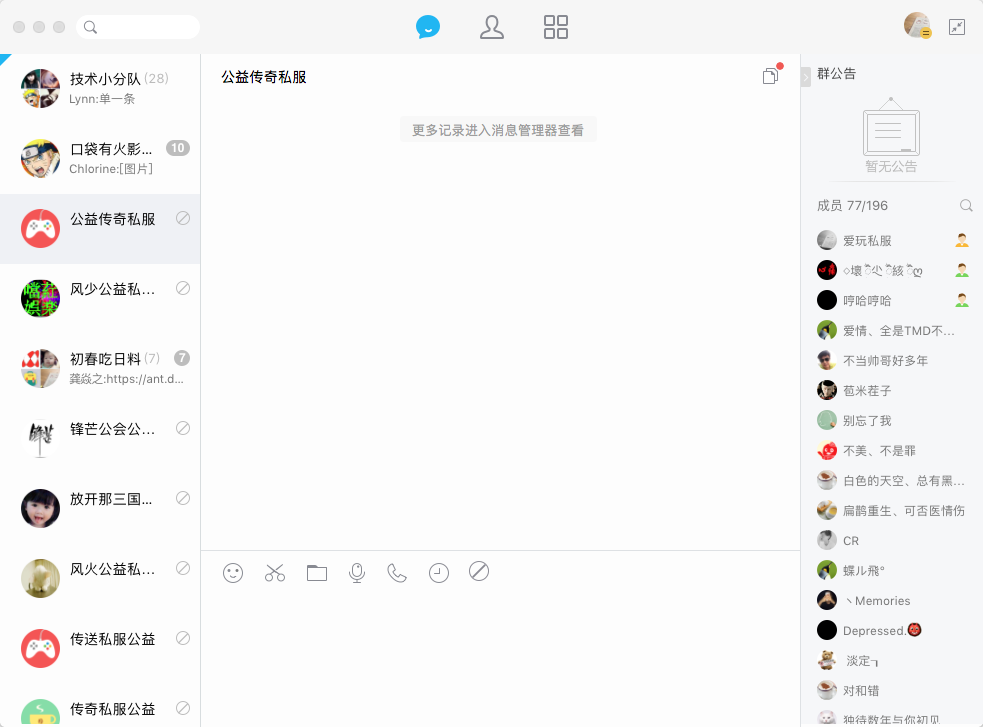 技术小分队 (28)
Lynn:单一条
口袋有火影... 10
Chlorine:[图片]
公益传奇私服
风少公益私...
初春吃日料 (7) 7
龚焱之:https://ant.d...
锋芒公会公...
放开那三国...
风火公益私...
传送私服公益
传奇私服公益
公益传奇私服
更多记录进入消息管理器查看
群公告
暂无公告
成员 77/196
爱玩私服
哼哈哼哈
爱情、全是TMD不...
不当帅哥好多年
苞米茬子
别忘了我
不美、不是罪
白色的天空、总有黑...
扁鹊重生、可否医情伤
CR
蝶ル飛°
丶Memories
Depressed.
淡定┒
对和错
独待数年与你初见